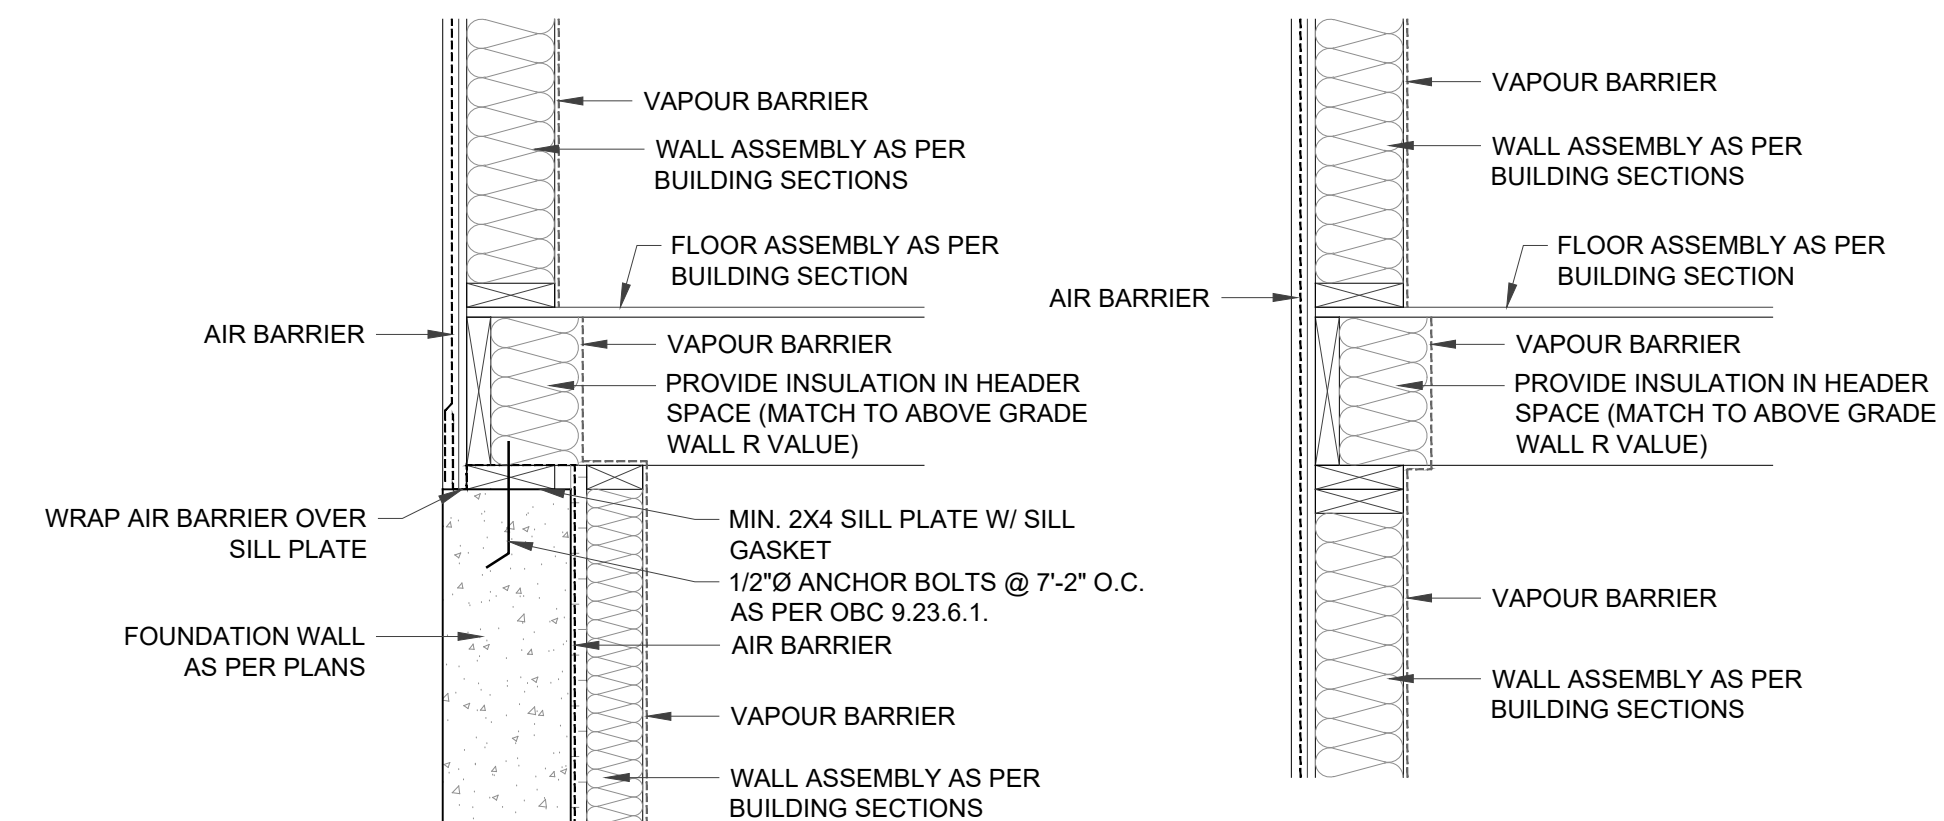 VAPOUR BARRIER
WALL ASSEMBLY AS PER
BUILDING SECTIONS
FLOOR ASSEMBLY AS PER
BUILDING SECTION
AIR BARRIER
VAPOUR BARRIER
PROVIDE INSULATION IN HEADER
SPACE (MATCH TO ABOVE GRADE
WALL R VALUE)
WRAP AIR BARRIER OVER
SILL PLATE
MIN. 2X4 SILL PLATE W/ SILL
GASKET
1/2"Ø ANCHOR BOLTS @ 7'-2" O.C.
AS PER OBC 9.23.6.1.
FOUNDATION WALL
AS PER PLANS
AIR BARRIER
VAPOUR BARRIER
WALL ASSEMBLY AS PER
BUILDING SECTIONS
VAPOUR BARRIER
WALL ASSEMBLY AS PER
BUILDING SECTIONS
FLOOR ASSEMBLY AS PER
BUILDING SECTION
AIR BARRIER
VAPOUR BARRIER
PROVIDE INSULATION IN HEADER
SPACE (MATCH TO ABOVE GRADE
WALL R VALUE)
VAPOUR BARRIER
WALL ASSEMBLY AS PER
BUILDING SECTIONS